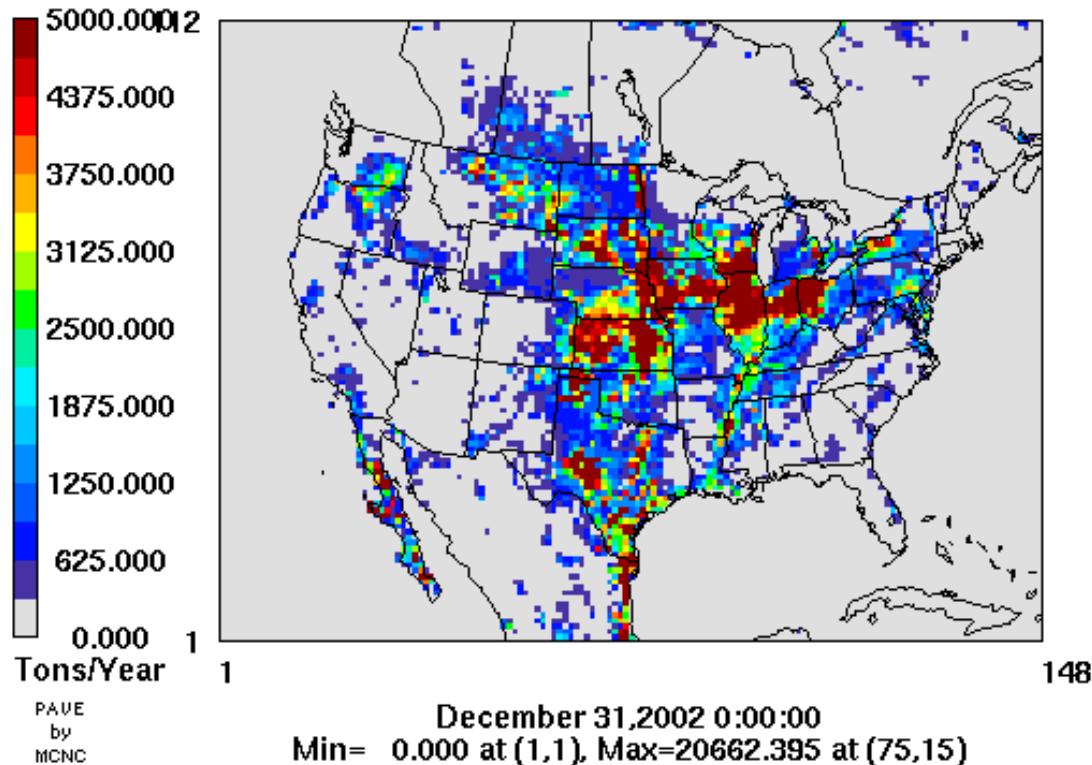 5000.000
112
4375.000
3750.000
3125.000
2500.000
1875.000
1250.000
625.000
0.000
1
Tons/Year
1
148
PAVE
by
MCNC
December 31,2002 0:00:00
Min= 0.000 at (1,1), Max=20662.395 at (75,15)